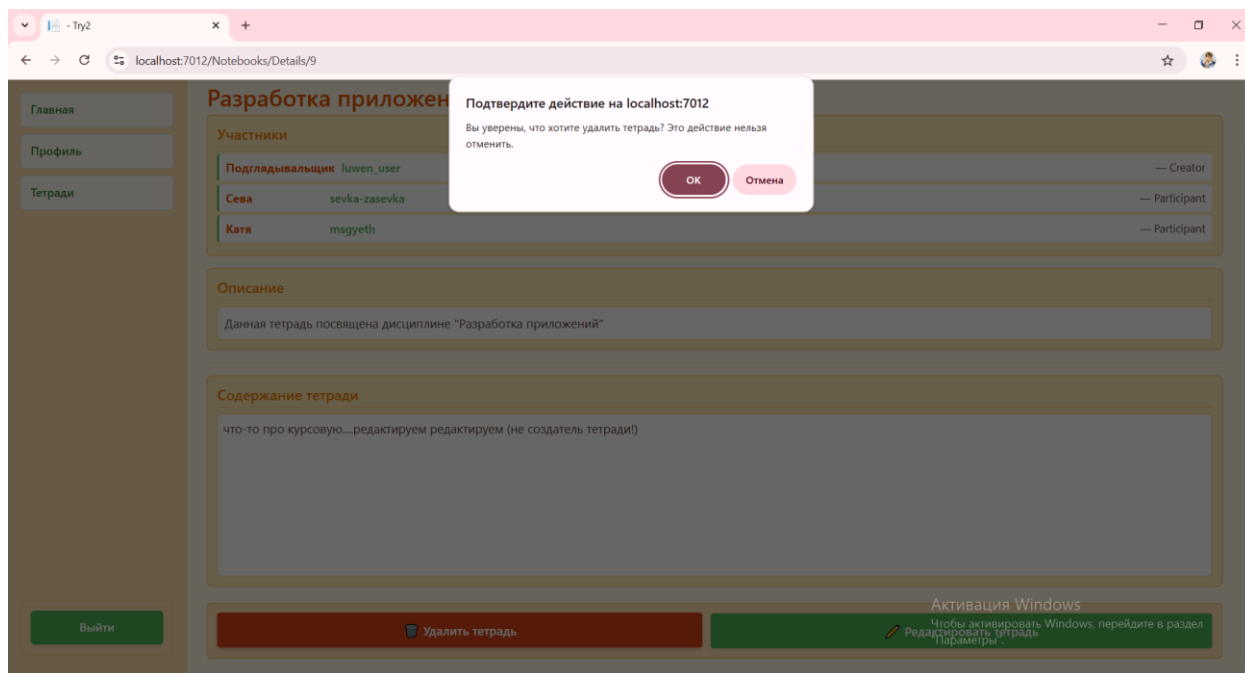 - Try2
localhost:7012/Notebooks/Details/9
Главная
Профиль
Тетради
Выйти
Разработка приложен
Подтвердите действие на localhost:7012
Вы уверены, что хотите удалить тетрадь? Это действие нельзя
отменить.
ОК
Отмена
Участники
Подглядывальщик luwen_user — Creator
Сева sevka-zasevka — Participant
Катя msgyeth — Participant
Описание
Данная тетрадь посвящена дисциплине "Разработка приложений"
Содержание тетради
что-то про курсовую....редактируем редактируем (не создатель тетради!)
Удалить тетрадь
Редактировать тетрадь
Активация Windows
Чтобы активировать Windows, перейдите в раздел
"Параметры".